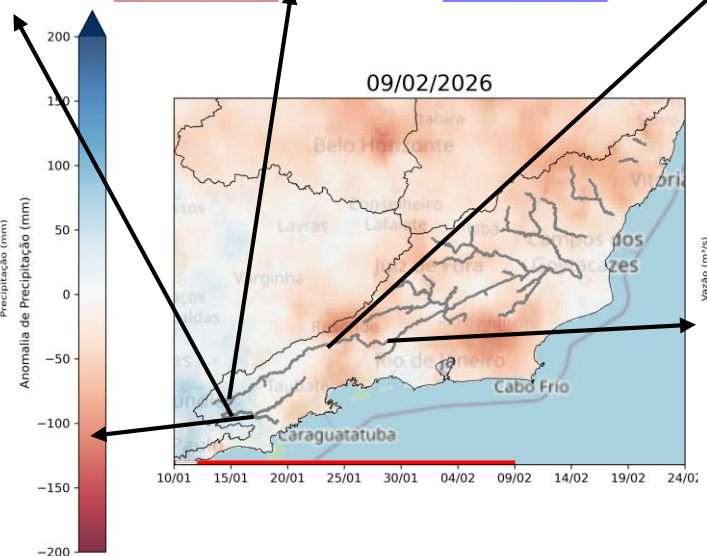 09/02/2026
200
150
100
50
0
−50
−100
−150
−200
Precipitação (mm)
Anomalia de Precipitação (mm)
Vazão (m³/s)
Itabira
Belo Horizonte
Vitória
Conselheiro
Lafaiete
Lavras
Ubá
Campos dos
Goytacazes
Juiz de Fora
Varginha
Rio de Janeiro
Cabo Frio
Taubaté
Caraguatatuba
10/01 15/01 20/01 25/01 30/01 04/02 09/02 14/02 19/02 24/02